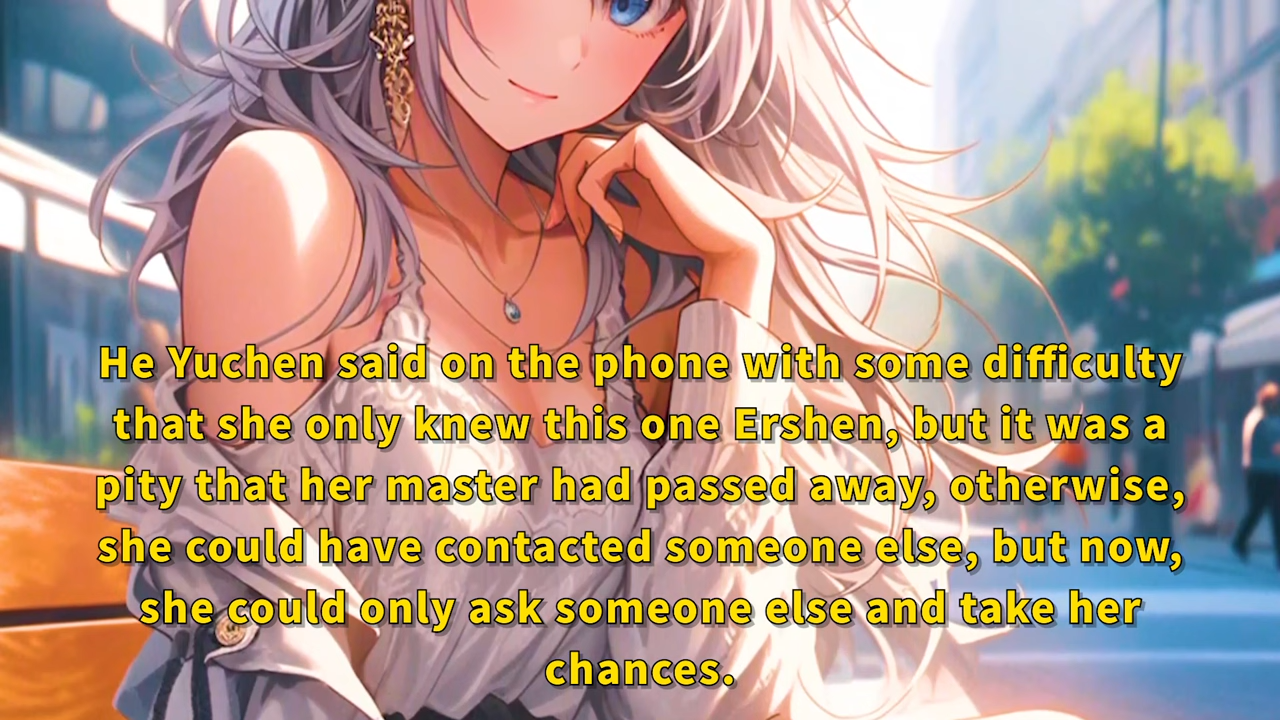 He Yuchen said on the phone with some difficulty
that she only knew this one Ershen, but it was a
pity that her master had passed away, otherwise,
she could have contacted someone else, but now,
she could only ask someone else and take her
chances.